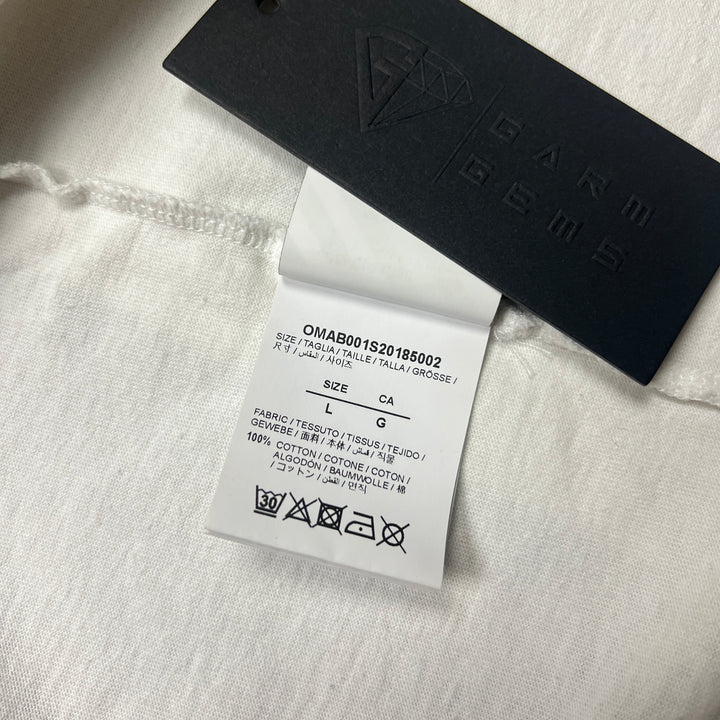 GARM
GEMS
OMAB001S20185002
SIZE / TAGLIA / TAILLE / TALLA / GRÖSSE /
尺寸 / المقاس / 사이즈
SIZE CA
L G
FABRIC / TESSUTO / TISSUS / TEJIDO /
GEWEBE / 面料 / 本体 / قماش / 직물
100% COTTON / COTONE / COTON /
ALGODÓN / BAUMWOLLE / 棉
/ コットン / القطن / 면직
30